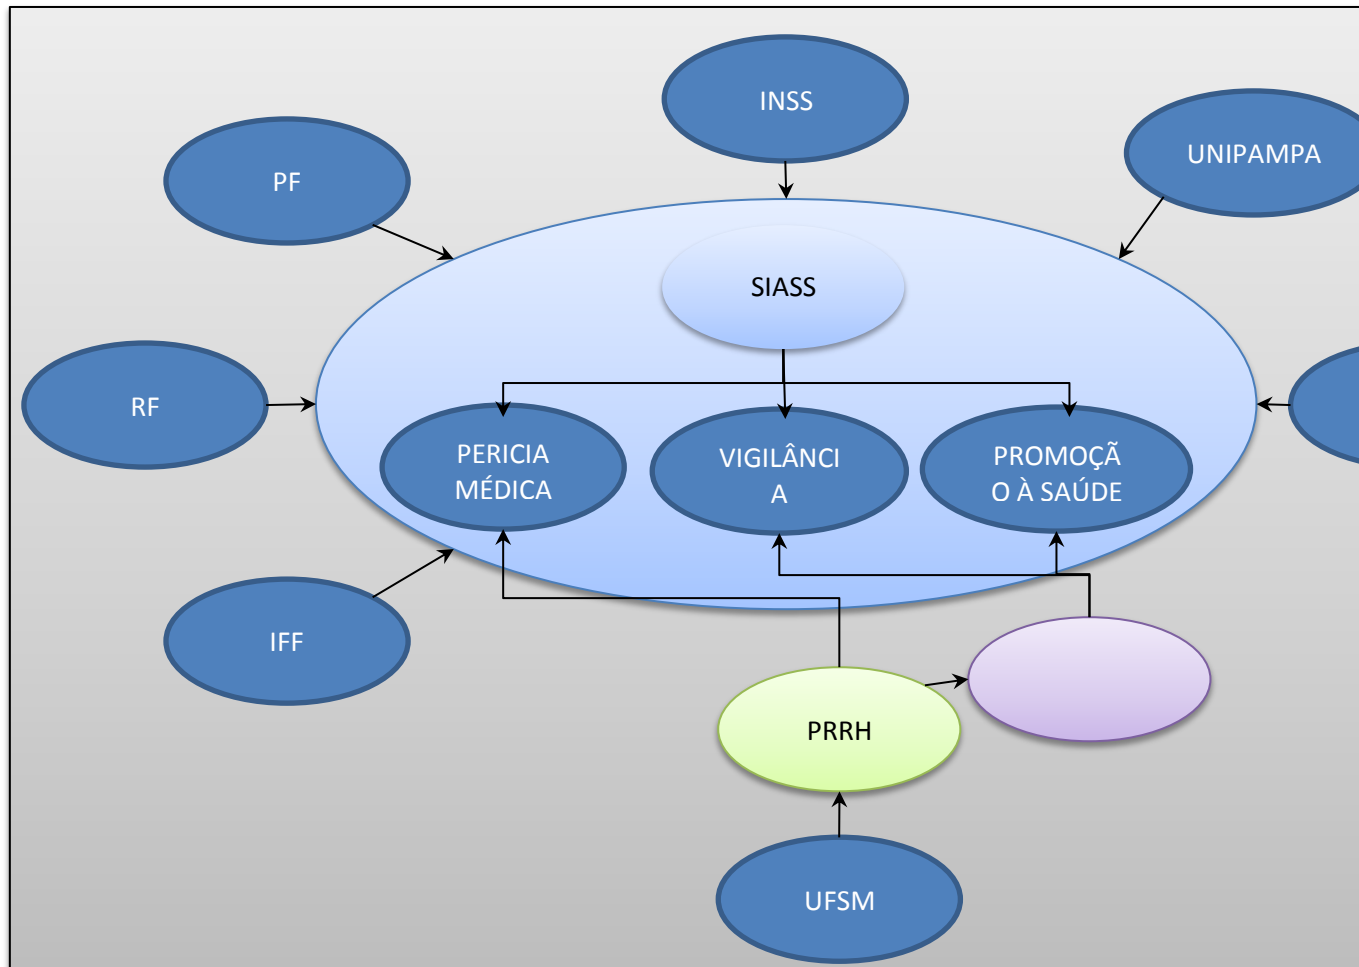 INSS
UNIPAMPA
PF
SIASS
RF
PERICIA
MÉDICA
VIGILÂNCI
A
PROMOÇÃ
O À SAÚDE
IFF
PRRH
UFSM